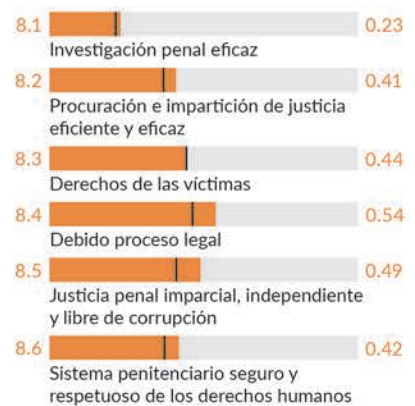 8.1 0.23
Investigación penal eficaz
8.2 0.41
Procuración e impartición de justicia
eficiente y eficaz
8.3 0.44
Derechos de las víctimas
8.4 0.54
Debido proceso legal
8.5 0.49
Justicia penal imparcial, independiente
y libre de corrupción
8.6 0.42
Sistema penitenciario seguro y
respetuoso de los derechos humanos